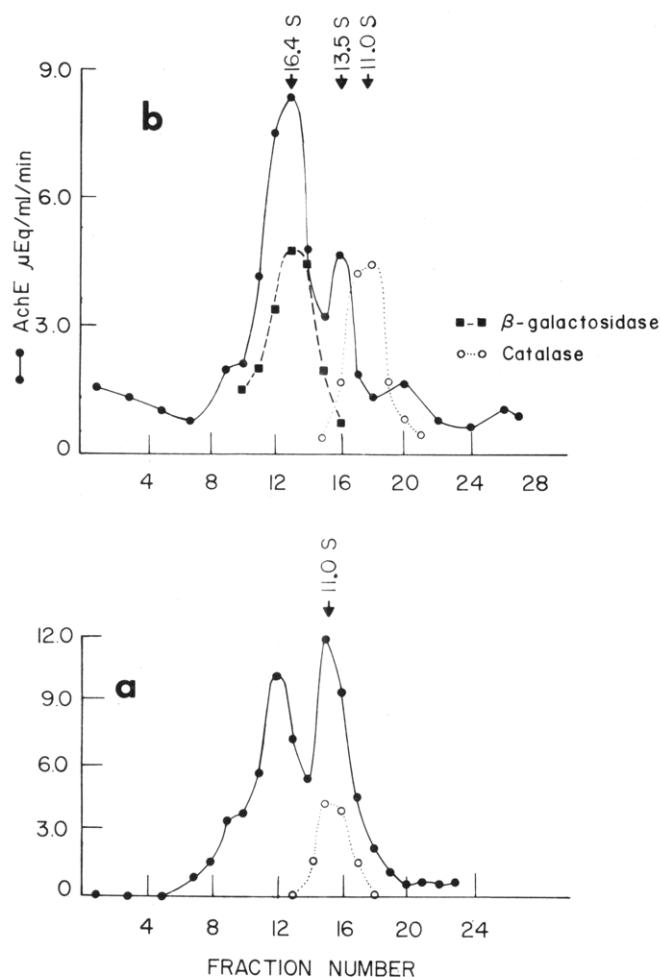 16.4 S
13.5 S
11.0 S
9.0
b
6.0
3.0
0
AchE µEq/ml/min
β-galactosidase
Catalase
4 8 12 16 20 24 28
11.0 S
12.0
a
9.0
6.0
3.0
0
4 8 12 16 20 24
FRACTION NUMBER